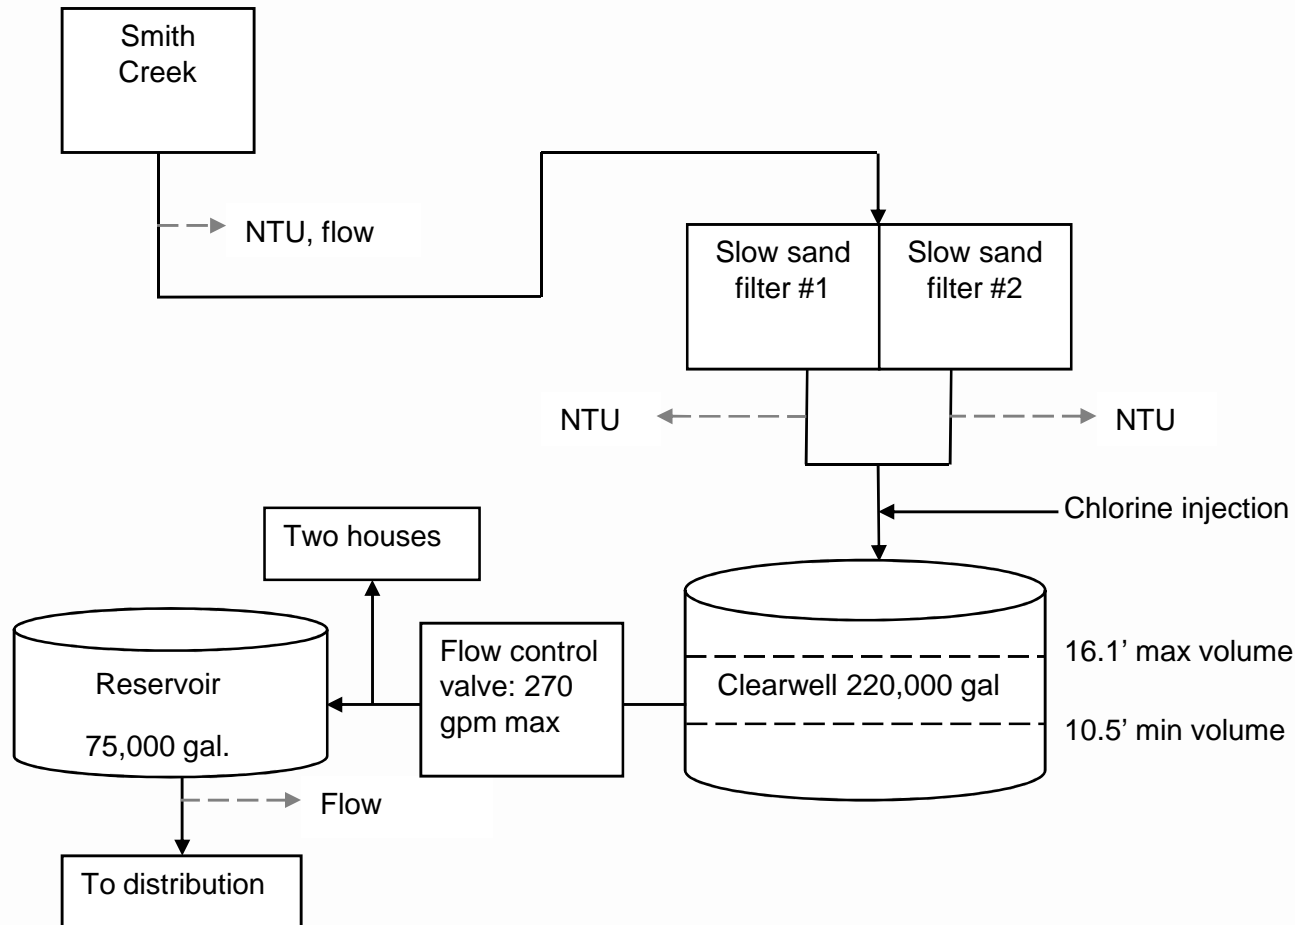 Smith
Creek
NTU, flow
Slow sand
filter #1
Slow sand
filter #2
NTU
NTU
Chlorine injection
Two houses
Flow control
valve: 270
gpm max
16.1’ max volume
Clearwell 220,000 gal
10.5’ min volume
Reservoir
75,000 gal.
Flow
To distribution